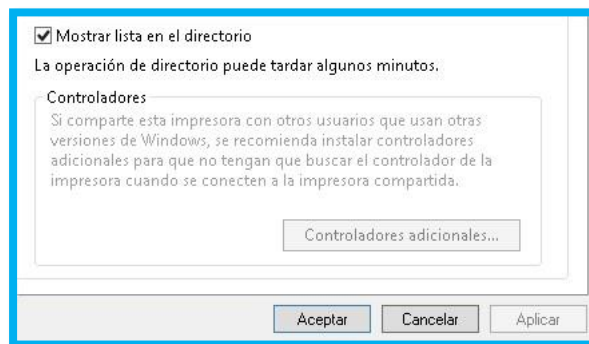 Mostrar lista en el directorio
La operación de directorio puede tardar algunos minutos.
Controladores
Si comparte esta impresora con otros usuarios que usan otras
versiones de Windows, se recomienda instalar controladores
adicionales para que no tengan que buscar el controlador de la
impresora cuando se conecten a la impresora compartida.
Controladores adicionales...
Aceptar Cancelar Aplicar